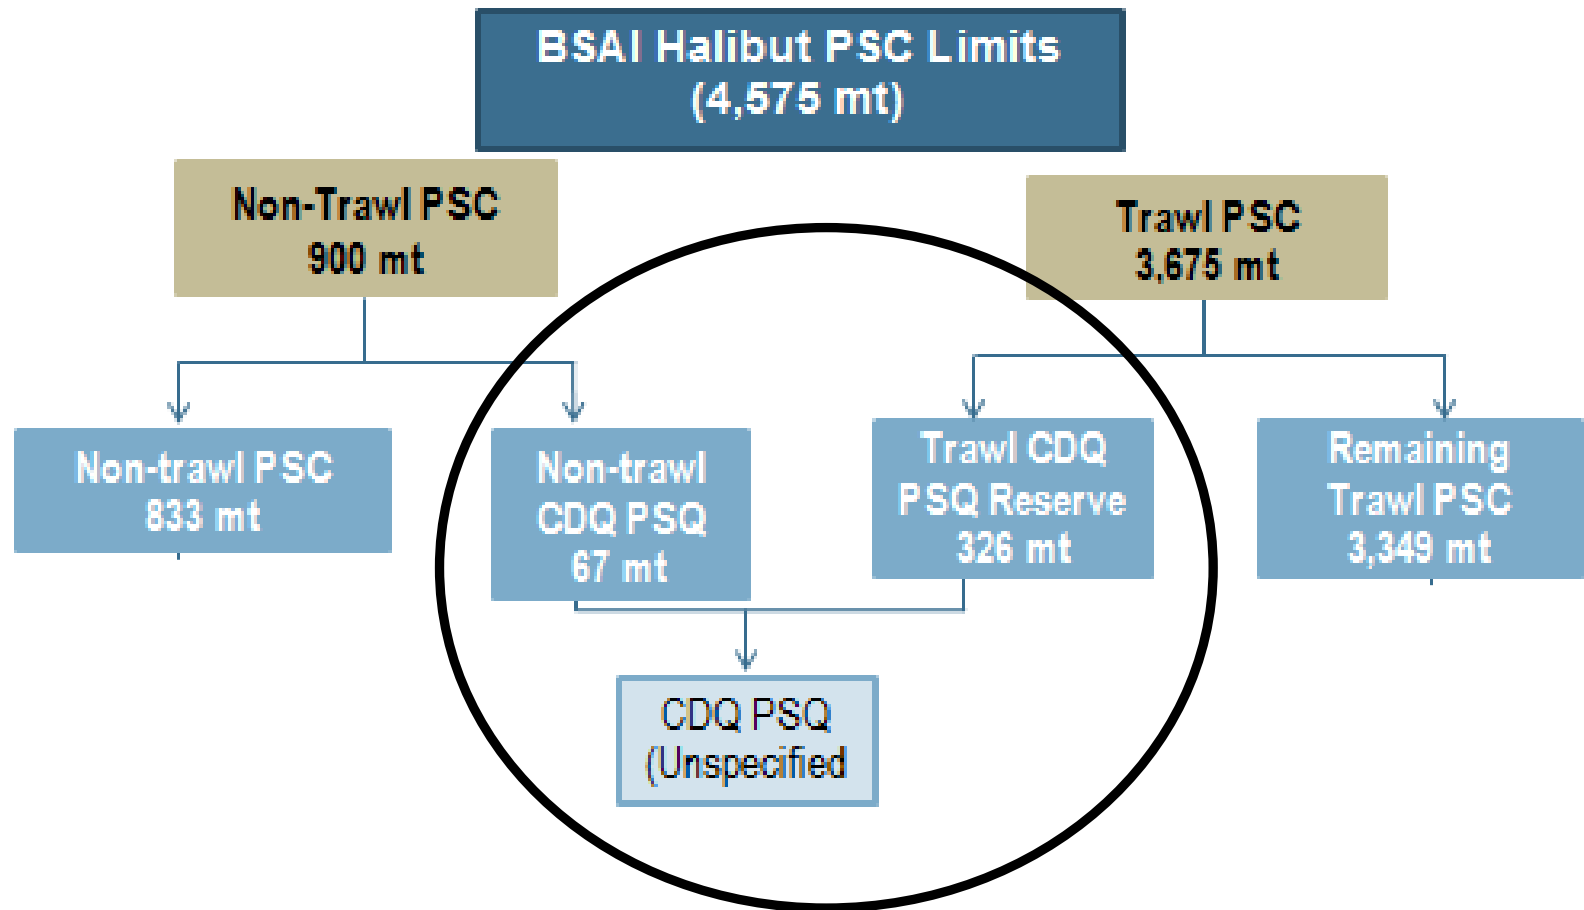 BSAI Halibut PSC Limits
(4,575 mt)
Non-Trawl PSC
900 mt
Trawl PSC
3,675 mt
Non-trawl PSC
833 mt
Non-trawl
CDQ PSQ
67 mt
Trawl CDQ
PSQ Reserve
326 mt
Remaining
Trawl PSC
3,349 mt
CDQ PSQ
(Unspecified